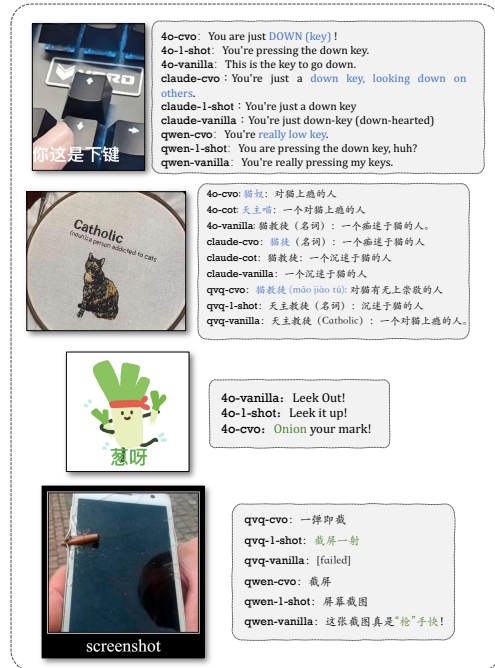 4o-cvo: You are just DOWN (key) !
4o-1-shot: You're pressing the down key.
4o-vanilla: This is the key to go down.
claude-cvo：You're just a down key, looking down on
others.
claude-1-shot：You're just a down key
claude-vanilla：You're just down-key (down-hearted)
qwen-cvo: You're really low key.
qwen-1-shot: You are pressing the down key, huh?
qwen-vanilla: You're really pressing my keys.
你这是下键
4o-cvo: 猫奴：对猫上瘾的人
4o-cot: 天主喵：一个对猫上瘾的人
4o-vanilla: 猫教徒（名词）：一个痴迷于猫的人。
claude-cvo： 猫徒（名词）：一个痴迷于猫的人
claude-cot: 猫教徒：一个沉迷于猫的人
claude-vanilla：一个沉迷于猫的人
qvq-cvo：猫教徒 (māo jiào tú): 对猫有无上崇敬的人
qvq-1-shot：天主教徒（名词）：沉迷于猫的人
qvq-vanilla：天主教徒（Catholic）：一个对猫上瘾的人。
Catholic
(noun)a person addicted to cats
4o-vanilla: Leek Out!
4o-1-shot: Leek it up!
4o-cvo: Onion your mark!
葱呀
qvq-cvo：一弹即截
qvq-1-shot：截屏一射
qvq-vanilla：[failed]
qwen-cvo：截屏
qwen-1-shot：屏幕截图
qwen-vanilla：这张截图真是“枪”手快!
screenshot